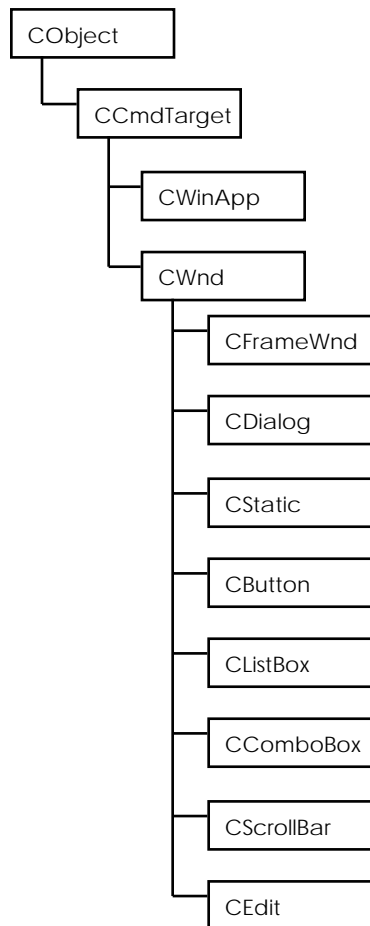 CObject
CCmdTarget
CWinApp
CWnd
CFrameWnd
CDialog
CStatic
CButton
CListBox
CComboBox
CScrollBar
CEdit